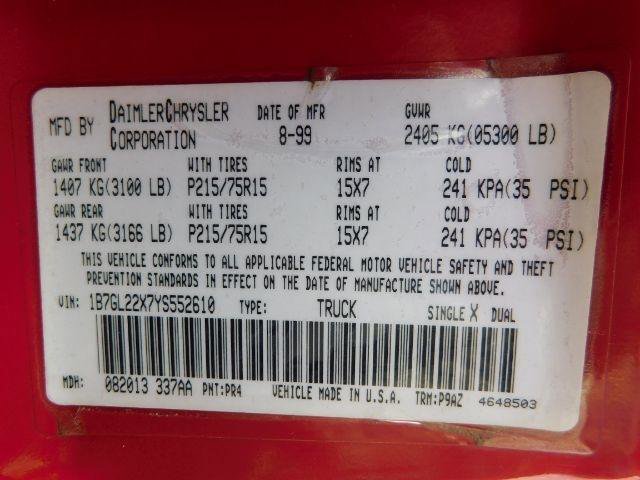 MFD BY DAIMLERCHRYSLER CORPORATION DATE OF MFR 8-99 GVWR 2405 KG(05300 LB)
GAWR FRONT WITH TIRES RIMS AT COLD
1407 KG(3100 LB) P215/75R15 15X7 241 KPA(35 PSI)
GAWR REAR WITH TIRES RIMS AT COLD
1437 KG(3166 LB) P215/75R15 15X7 241 KPA(35 PSI)
THIS VEHICLE CONFORMS TO ALL APPLICABLE FEDERAL MOTOR VEHICLE SAFETY AND THEFT
PREVENTION STANDARDS IN EFFECT ON THE DATE OF MANUFACTURE SHOWN ABOVE.
VIN: 1B7GL22X7YS552610 TYPE: TRUCK SINGLE X DUAL
MDH: 082013 337AA PNT:PR4 VEHICLE MADE IN U.S.A. TRM:P9AZ 4648503